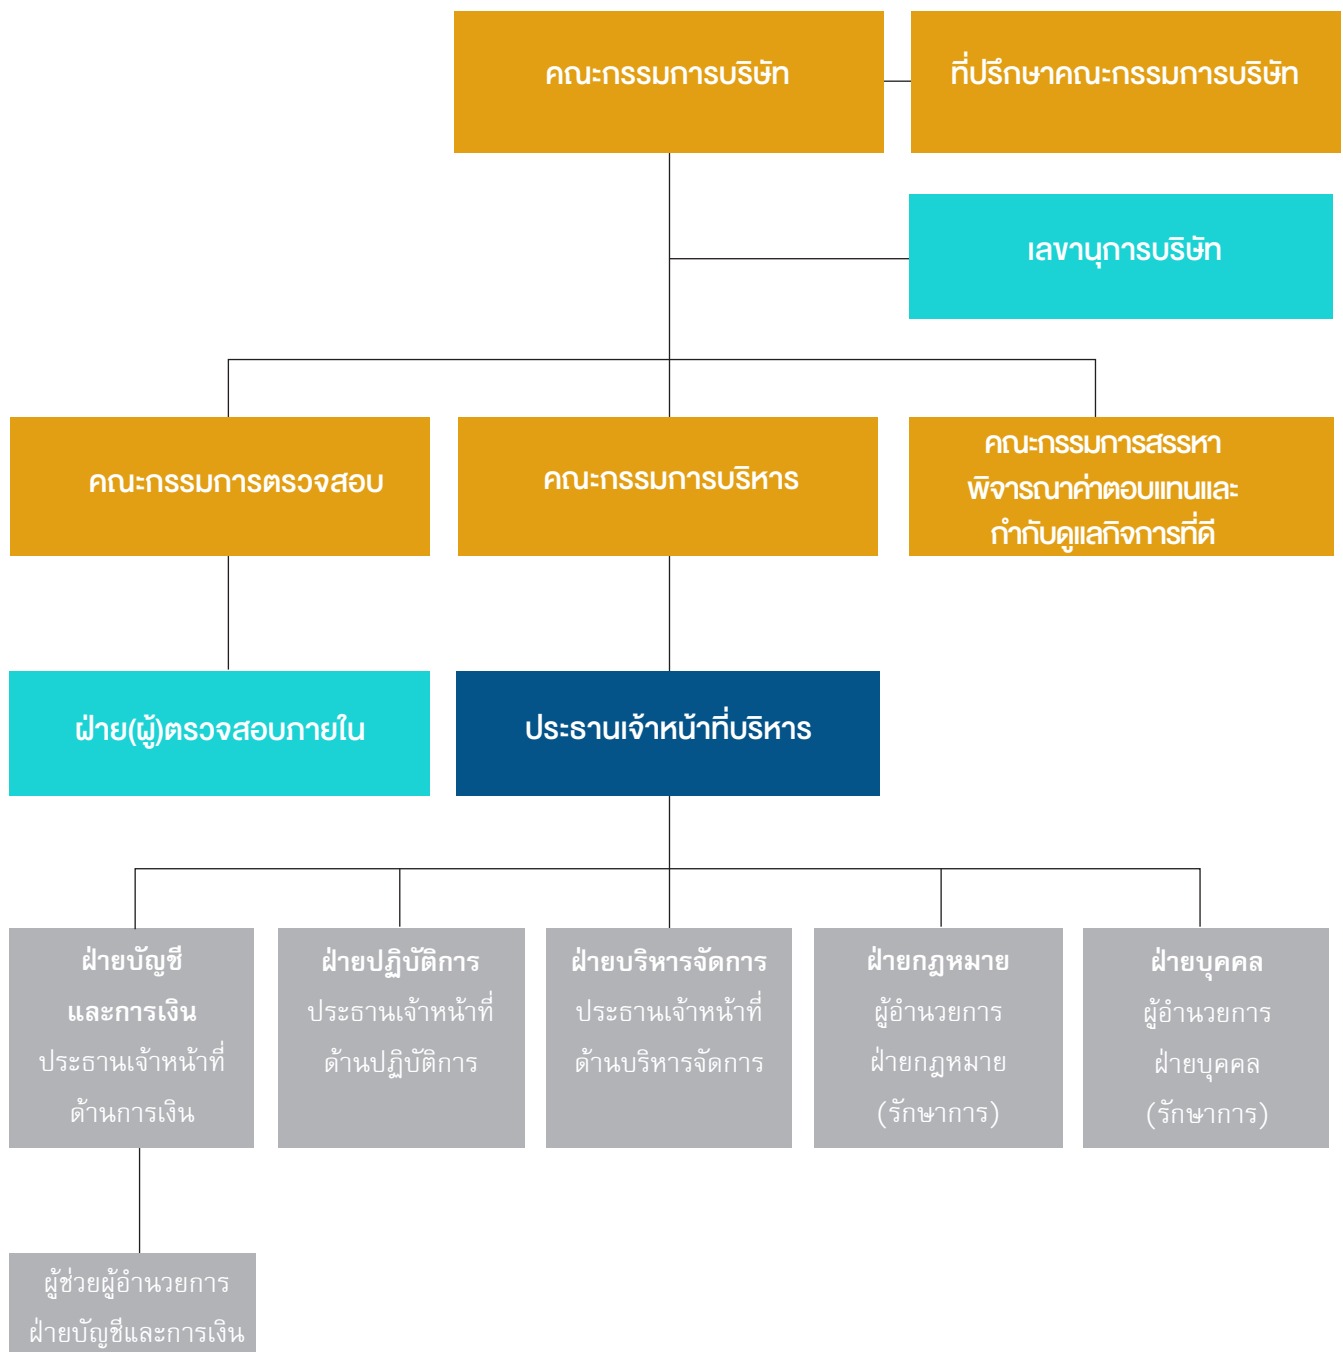 คณะกรรมการบริษัท
ที่ปรึกษาคณะกรรมการบริษัท
เลขานุการบริษัท
คณะกรรมการตรวจสอบ
คณะกรรมการบริหาร
คณะกรรมการสรรหา
พิจารณาค่าตอบแทนและ
กำกับดูแลกิจการที่ดี
ฝ่าย(ผู้)ตรวจสอบภายใน
ประธานเจ้าหน้าที่บริหาร
ฝ่ายบัญชี
และการเงิน
ประธานเจ้าหน้าที่
ด้านการเงิน
ฝ่ายปฏิบัติการ
ประธานเจ้าหน้าที่
ด้านปฏิบัติการ
ฝ่ายบริหารจัดการ
ประธานเจ้าหน้าที่
ด้านบริหารจัดการ
ฝ่ายกฎหมาย
ผู้อำนวยการ
ฝ่ายกฎหมาย
(รักษาการ)
ฝ่ายบุคคล
ผู้อำนวยการ
ฝ่ายบุคคล
(รักษาการ)
ผู้ช่วยผู้อำนวยการ
ฝ่ายบัญชีและการเงิน